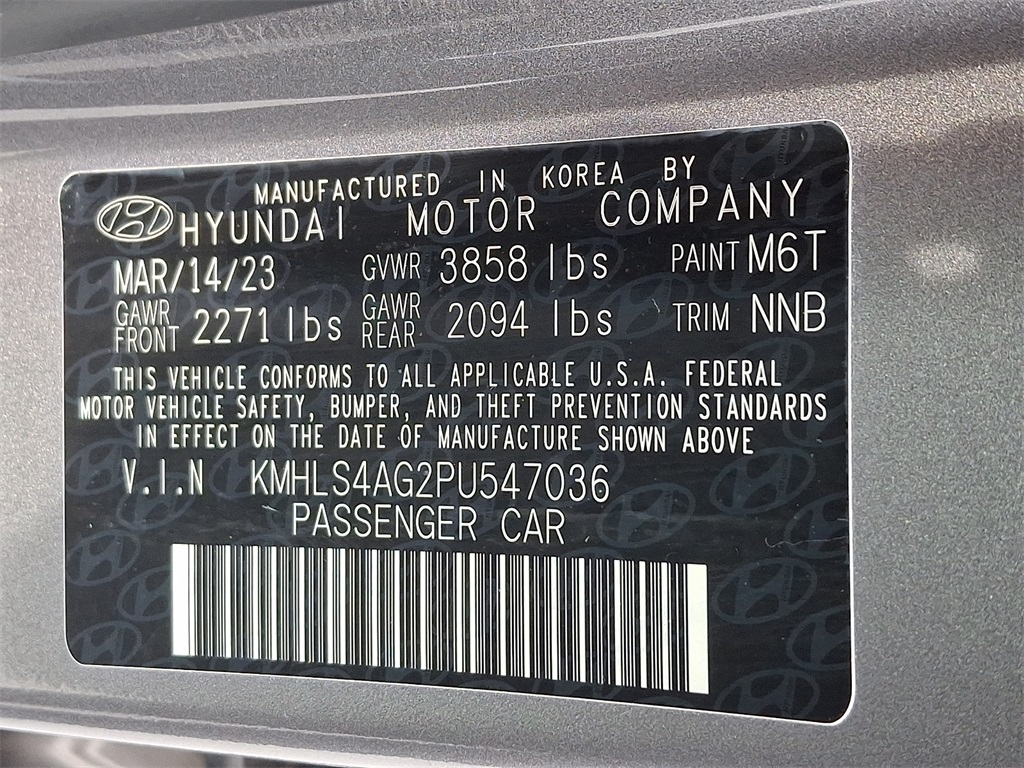 MANUFACTURED IN KOREA BY
HYUNDAI MOTOR COMPANY
MAR/14/23 GVWR 3858 lbs PAINT M6T
GAWR FRONT 2271 lbs GAWR REAR 2094 lbs TRIM NNB
THIS VEHICLE CONFORMS TO ALL APPLICABLE U.S.A. FEDERAL
MOTOR VEHICLE SAFETY, BUMPER, AND THEFT PREVENTION STANDARDS
IN EFFECT ON THE DATE OF MANUFACTURE SHOWN ABOVE
V.I.N KMHLS4AG2PU547036
PASSENGER CAR